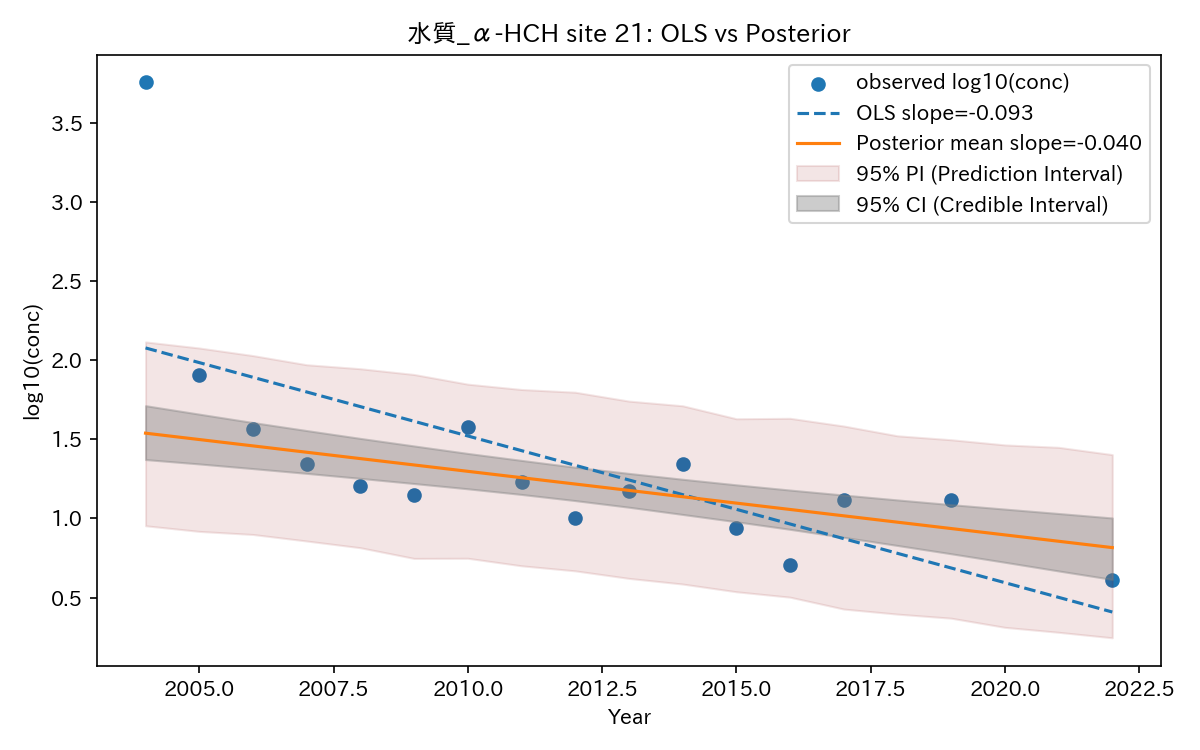 水質_α-HCH site 21: OLS vs Posterior
observed log10(conc)
OLS slope=-0.093
Posterior mean slope=-0.040
95% PI (Prediction Interval)
95% CI (Credible Interval)
log10(conc)
3.5
3.0
2.5
2.0
1.5
1.0
0.5
2005.0 2007.5 2010.0 2012.5 2015.0 2017.5 2020.0 2022.5
Year